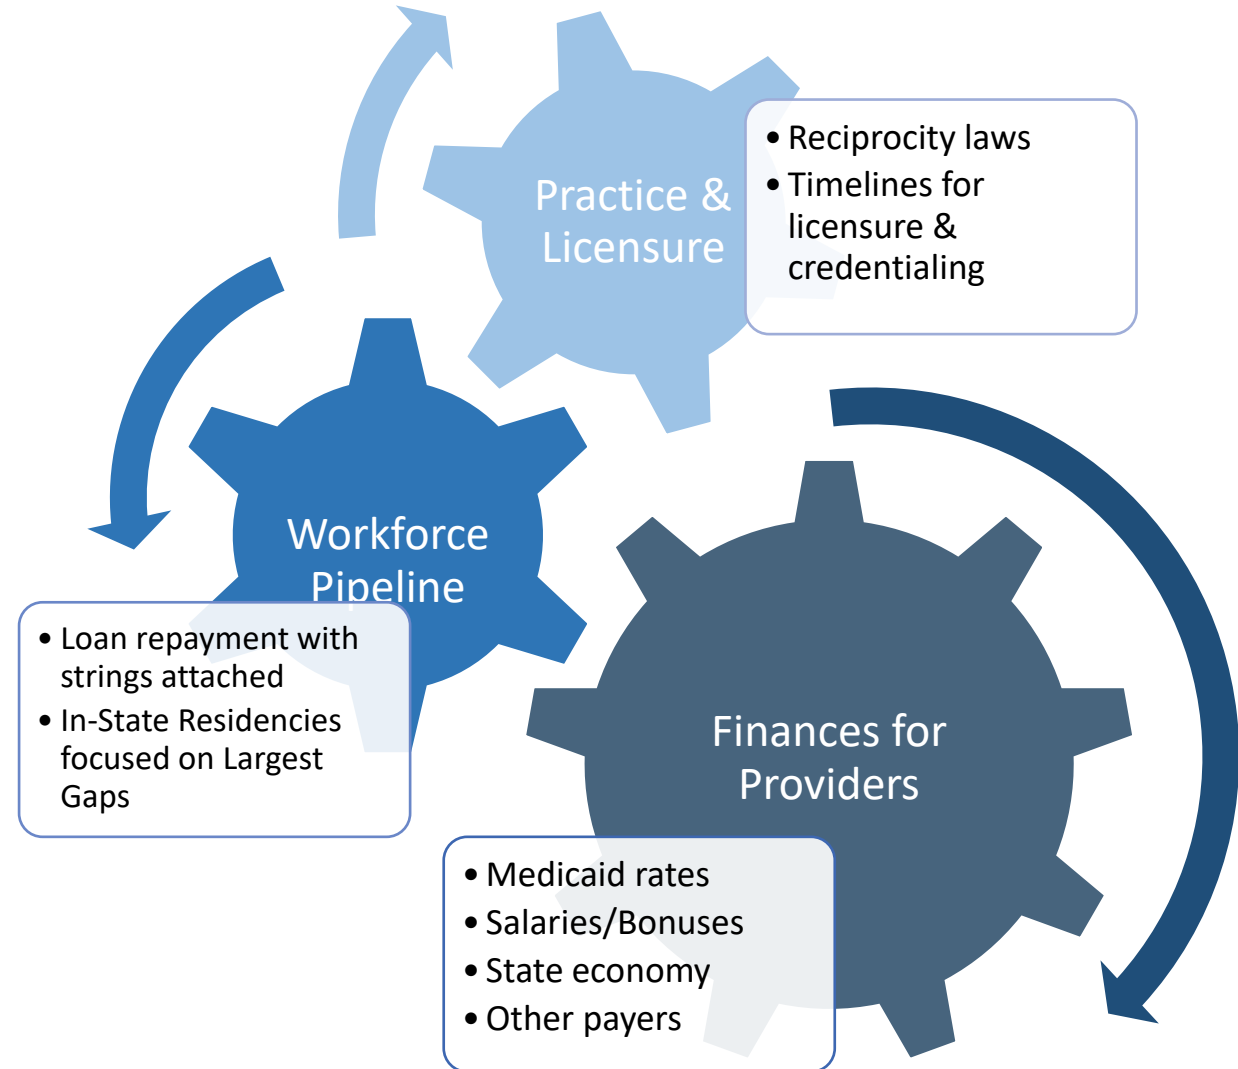 Practice &
Licensure
• Reciprocity laws
• Timelines for
licensure &
credentialing
Workforce
Pipeline
• Loan repayment with
strings attached
• In-State Residencies
focused on Largest
Gaps
Finances for
Providers
• Medicaid rates
• Salaries/Bonuses
• State economy
• Other payers